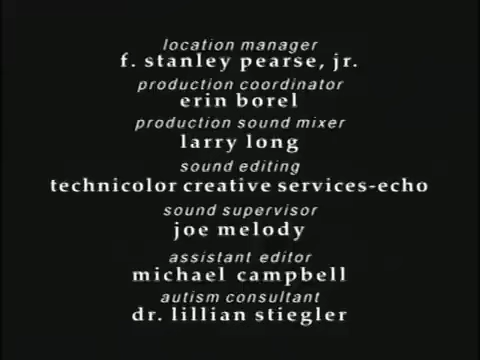 location manager
f. stanley pearse, jr.
production coordinator
erin borel
production sound mixer
larry long
sound editing
technicolor creative services-echo
sound supervisor
joe melody
assistant editor
michael campbell
autism consultant
dr. lillian stiegler